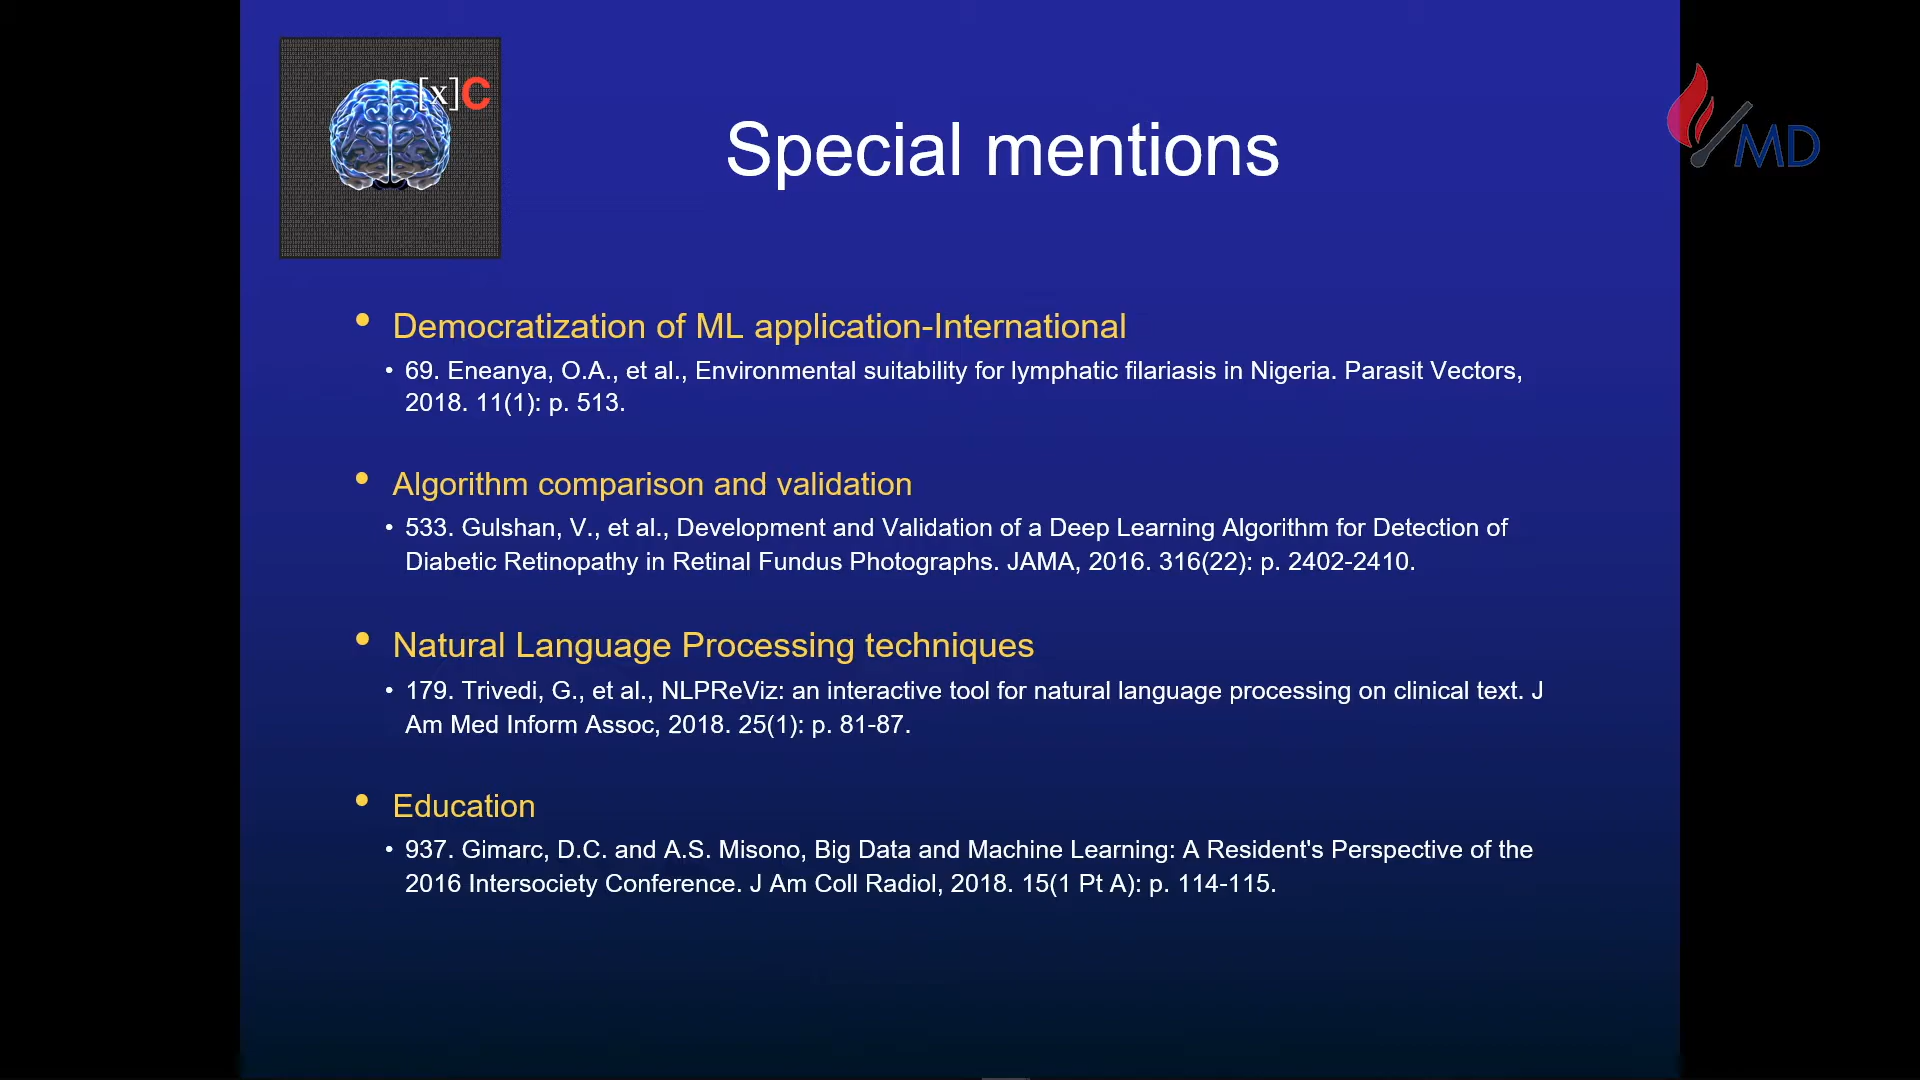 [x]C
Special mentions
MD
• Democratization of ML application-International
• 69. Eneanya, O.A., et al., Environmental suitability for lymphatic filariasis in Nigeria. Parasit Vectors,
2018. 11(1): p. 513.
• Algorithm comparison and validation
• 533. Gulshan, V., et al., Development and Validation of a Deep Learning Algorithm for Detection of
Diabetic Retinopathy in Retinal Fundus Photographs. JAMA, 2016. 316(22): p. 2402-2410.
• Natural Language Processing techniques
• 179. Trivedi, G., et al., NLPReViz: an interactive tool for natural language processing on clinical text. J
Am Med Inform Assoc, 2018. 25(1): p. 81-87.
• Education
• 937. Gimarc, D.C. and A.S. Misono, Big Data and Machine Learning: A Resident's Perspective of the
2016 Intersociety Conference. J Am Coll Radiol, 2018. 15(1 Pt A): p. 114-115.